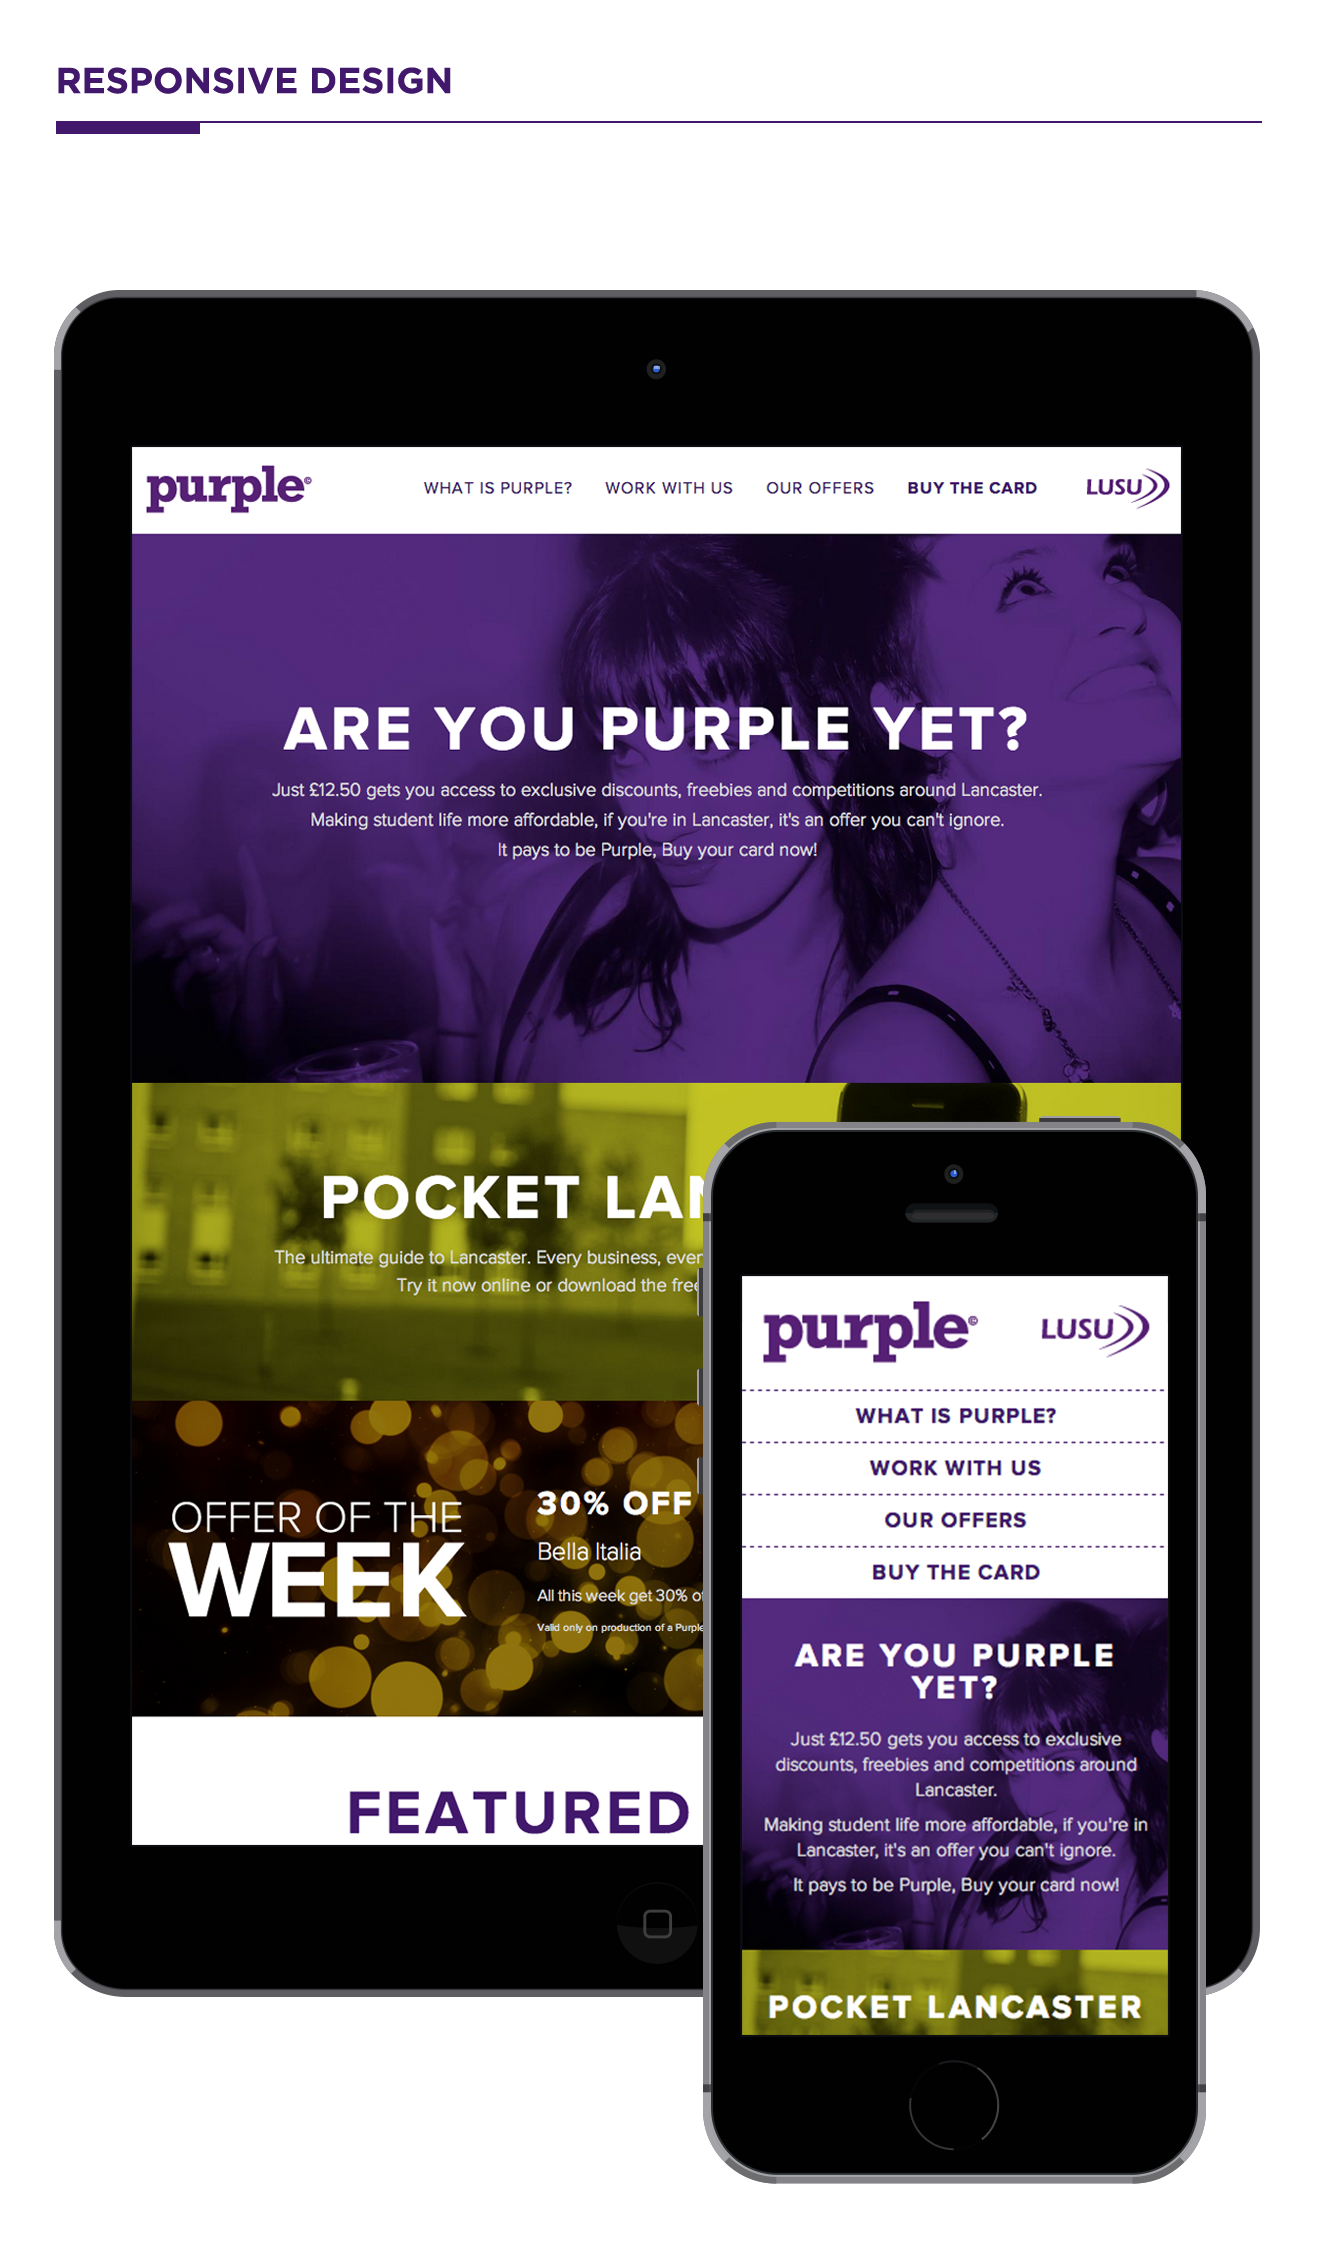 RESPONSIVE DESIGN
purple©
WHAT IS PURPLE? WORK WITH US OUR OFFERS BUY THE CARD
LUSU
ARE YOU PURPLE YET?
Just £12.50 gets you access to exclusive discounts, freebies and competitions around Lancaster.
Making student life more affordable, if you're in Lancaster, it's an offer you can't ignore.
It pays to be Purple, Buy your card now!
POCKET LAN
The ultimate guide to Lancaster. Every business, ever
Try it now online or download the free
OFFER OF THE
WEEK
30% OFF
Bella Italia
All this week get 30% o
Valid only on production of a Purple
FEATURED
purple©
LUSU
WHAT IS PURPLE?
WORK WITH US
OUR OFFERS
BUY THE CARD
ARE YOU PURPLE
YET?
Just £12.50 gets you access to exclusive
discounts, freebies and competitions around
Lancaster.
Making student life more affordable, if you're in
Lancaster, it's an offer you can't ignore.
It pays to be Purple, Buy your card now!
POCKET LANCASTER